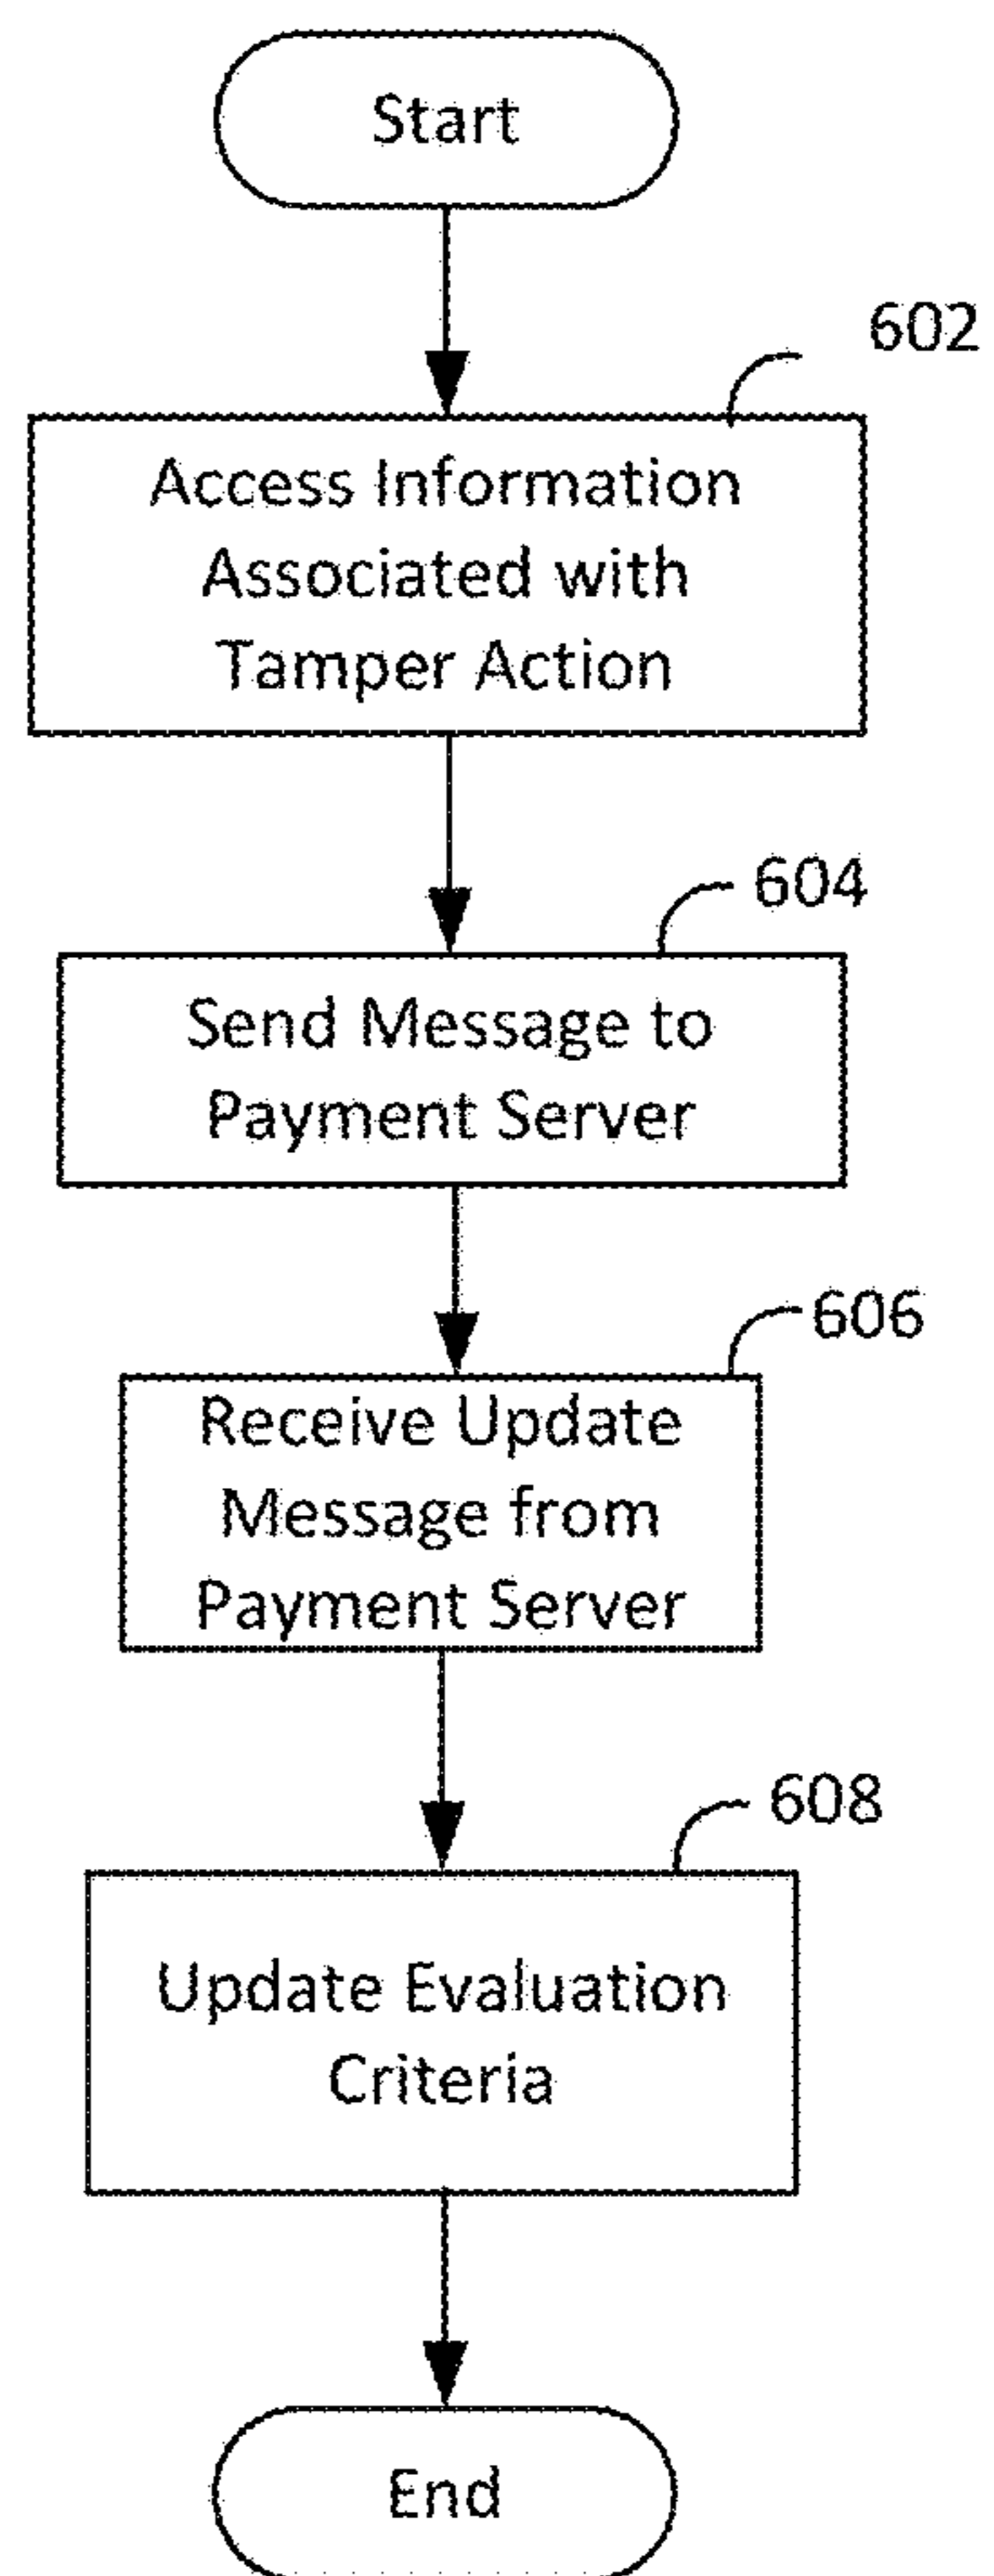 Start
602
Access Information
Associated with
Tamper Action
604
Send Message to
Payment Server
606
Receive Update
Message from
Payment Server
608
Update Evaluation
Criteria
End